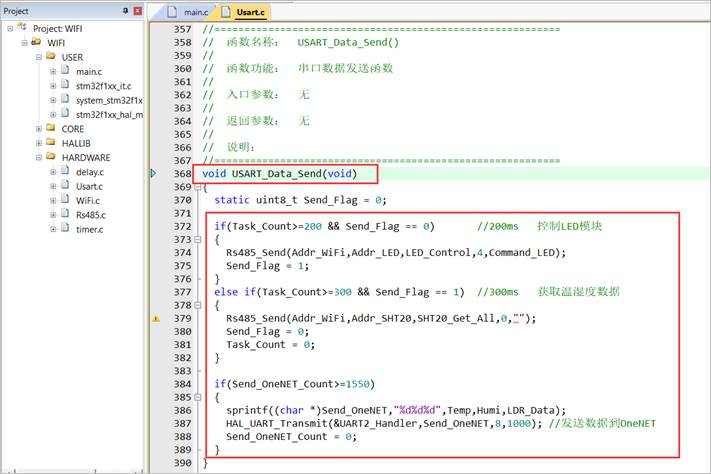 Project
Project: WIFI
WIFI
USER
main.c
stm32f1xx_it.c
system_stm32f1x
stm32f1xx_hal_m
CORE
HALLIB
HARDWARE
delay.c
Usart.c
WiFi.c
Rs485.c
timer.c
main.c Usart.c
357 //==========================================================
358 // 函数名称： USART_Data_Send()
359 //
360 // 函数功能： 串口数据发送函数
361 //
362 // 入口参数： 无
363 //
364 // 返回参数： 无
365 //
366 // 说明：
367 //==========================================================
368 void USART_Data_Send(void)
369 {
370 static uint8_t Send_Flag = 0;
371
372 if(Task_Count>=200 && Send_Flag == 0) //200ms 控制LED模块
373 {
374 Rs485_Send(Addr_WiFi,Addr_LED,LED_Control,4,Command_LED);
375 Send_Flag = 1;
376 }
377 else if(Task_Count>=300 && Send_Flag == 1) //300ms 获取温湿度数据
378 {
379 Rs485_Send(Addr_WiFi,Addr_SHT20,SHT20_Get_All,0,"");
380 Send_Flag = 0;
381 Task_Count = 0;
382 }
383
384 if(Send_OneNET_Count>=1550)
385 {
386 sprintf((char *)Send_OneNET,"%d%d%d",Temp,Humi,LDR_Data);
387 HAL_UART_Transmit(&UART2_Handler,Send_OneNET,8,1000); //发送数据到OneNET
388 Send_OneNET_Count = 0;
389 }
390 }